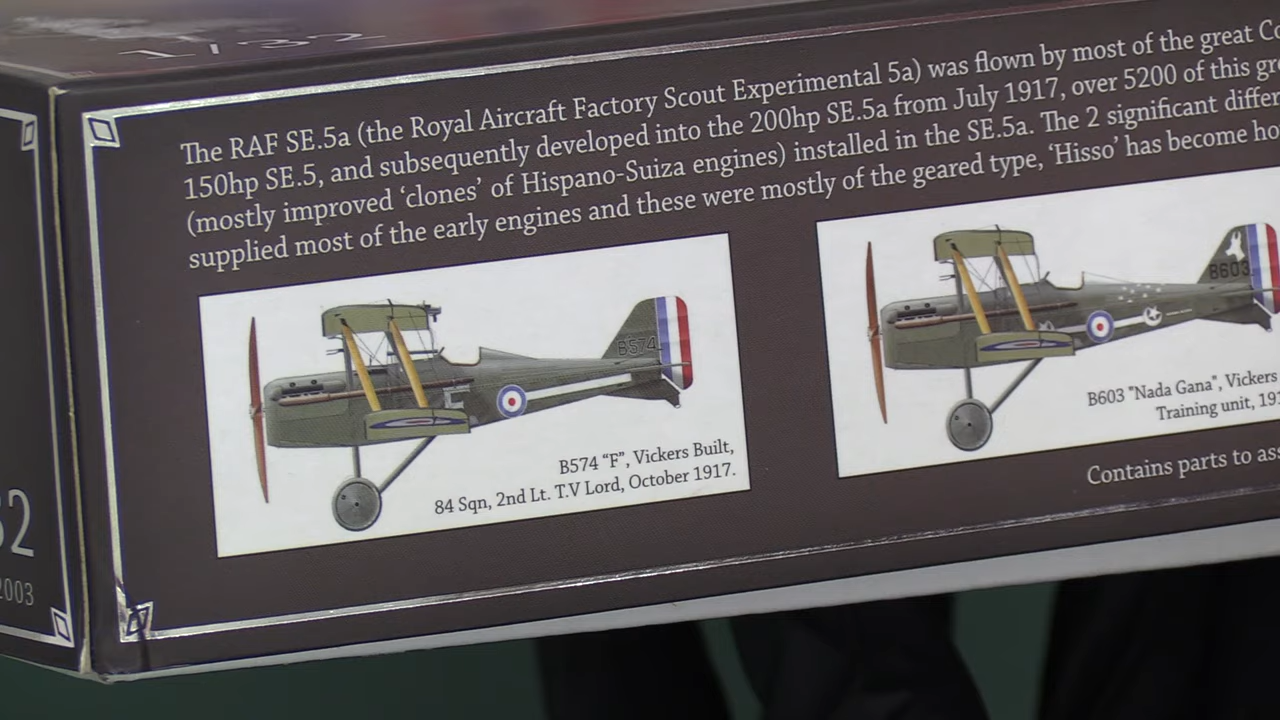 1/32
The RAF SE.5a (the Royal Aircraft Factory Scout Experimental 5a) was flown by most of the great
150hp SE.5, and subsequently developed into the 200hp SE.5a from July 1917, over 5200 of this
(mostly improved ‘clones’ of Hispano-Suiza engines) installed in the SE.5a. The 2 significant
supplied most of the early engines and these were mostly of the geared type, ‘Hisso’ has become
B574
F
B574 “F”, Vickers Built,
84 Sqn, 2nd Lt. T.V Lord, October 1917.
B603
B603 "Nada Gana", Vickers
Training unit,
Contains parts to
32
2003